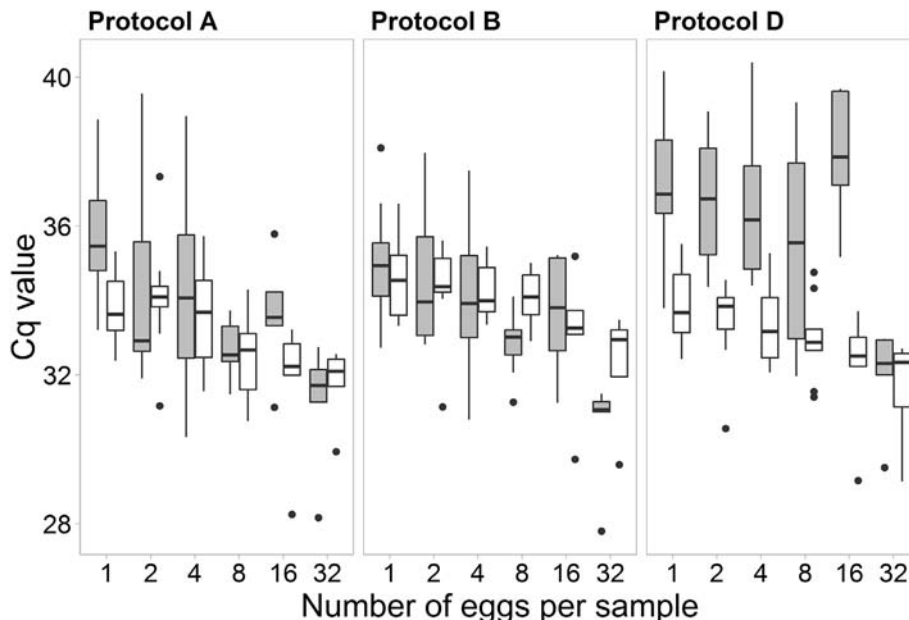 Protocol A Protocol B Protocol D
Cq value
40
36
32
28
1 2 4 8 16 32 1 2 4 8 16 32 1 2 4 8 16 32
Number of eggs per sample